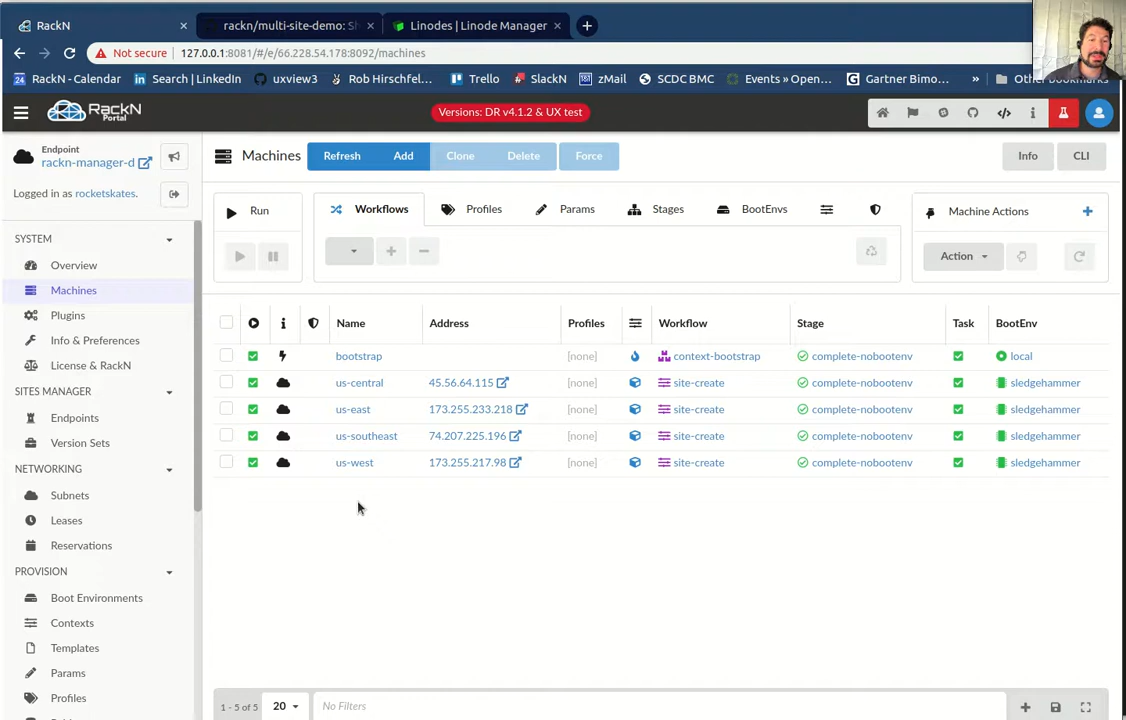 RackN
rackn/multi-site-demo: Sh
Linodes | Linode Manager
Not secure
127.0.0.1:8081/#/e/66.228.54.178:8092/machines
RackN - Calendar
Search | LinkedIn
uxview3
Rob Hirschfel...
Trello
SlackN
zMail
SCDC BMC
Events » Open...
Gartner Bimo...
»
Other bookmarks
RackN
Portal
Versions: DR v4.1.2 & UX test
Endpoint
rackn-manager-d
Logged in as rocketskates.
Machines
Refresh
Add
Clone
Delete
Force
Info
CLI
Run
Workflows
Profiles
Params
Stages
BootEnvs
Machine Actions
Action
SYSTEM
Overview
Machines
Plugins
Info & Preferences
License & RackN
SITES MANAGER
Endpoints
Version Sets
NETWORKING
Subnets
Leases
Reservations
PROVISION
Boot Environments
Contexts
Templates
Params
Profiles
Name Address Profiles Workflow Stage Task BootEnv
bootstrap [none] context-bootstrap complete-nobootenv local
us-central 45.56.64.115 [none] site-create complete-nobootenv sledgehammer
us-east 173.255.233.218 [none] site-create complete-nobootenv sledgehammer
us-southeast 74.207.225.196 [none] site-create complete-nobootenv sledgehammer
us-west 173.255.217.98 [none] site-create complete-nobootenv sledgehammer
1 - 5 of 5
20
No Filters